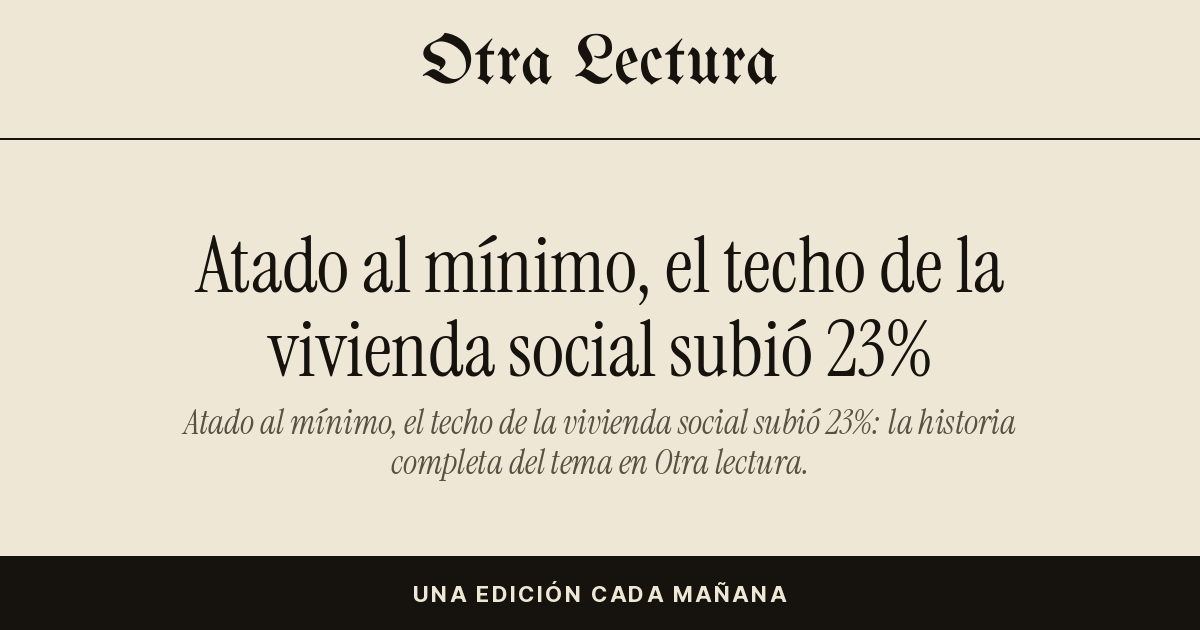 Otra Lectura
Atado al mínimo, el techo de la
vivienda social subió 23%
Atado al mínimo, el techo de la vivienda social subió 23%: la historia
completa del tema en Otra lectura.
UNA EDICIÓN CADA MAÑANA